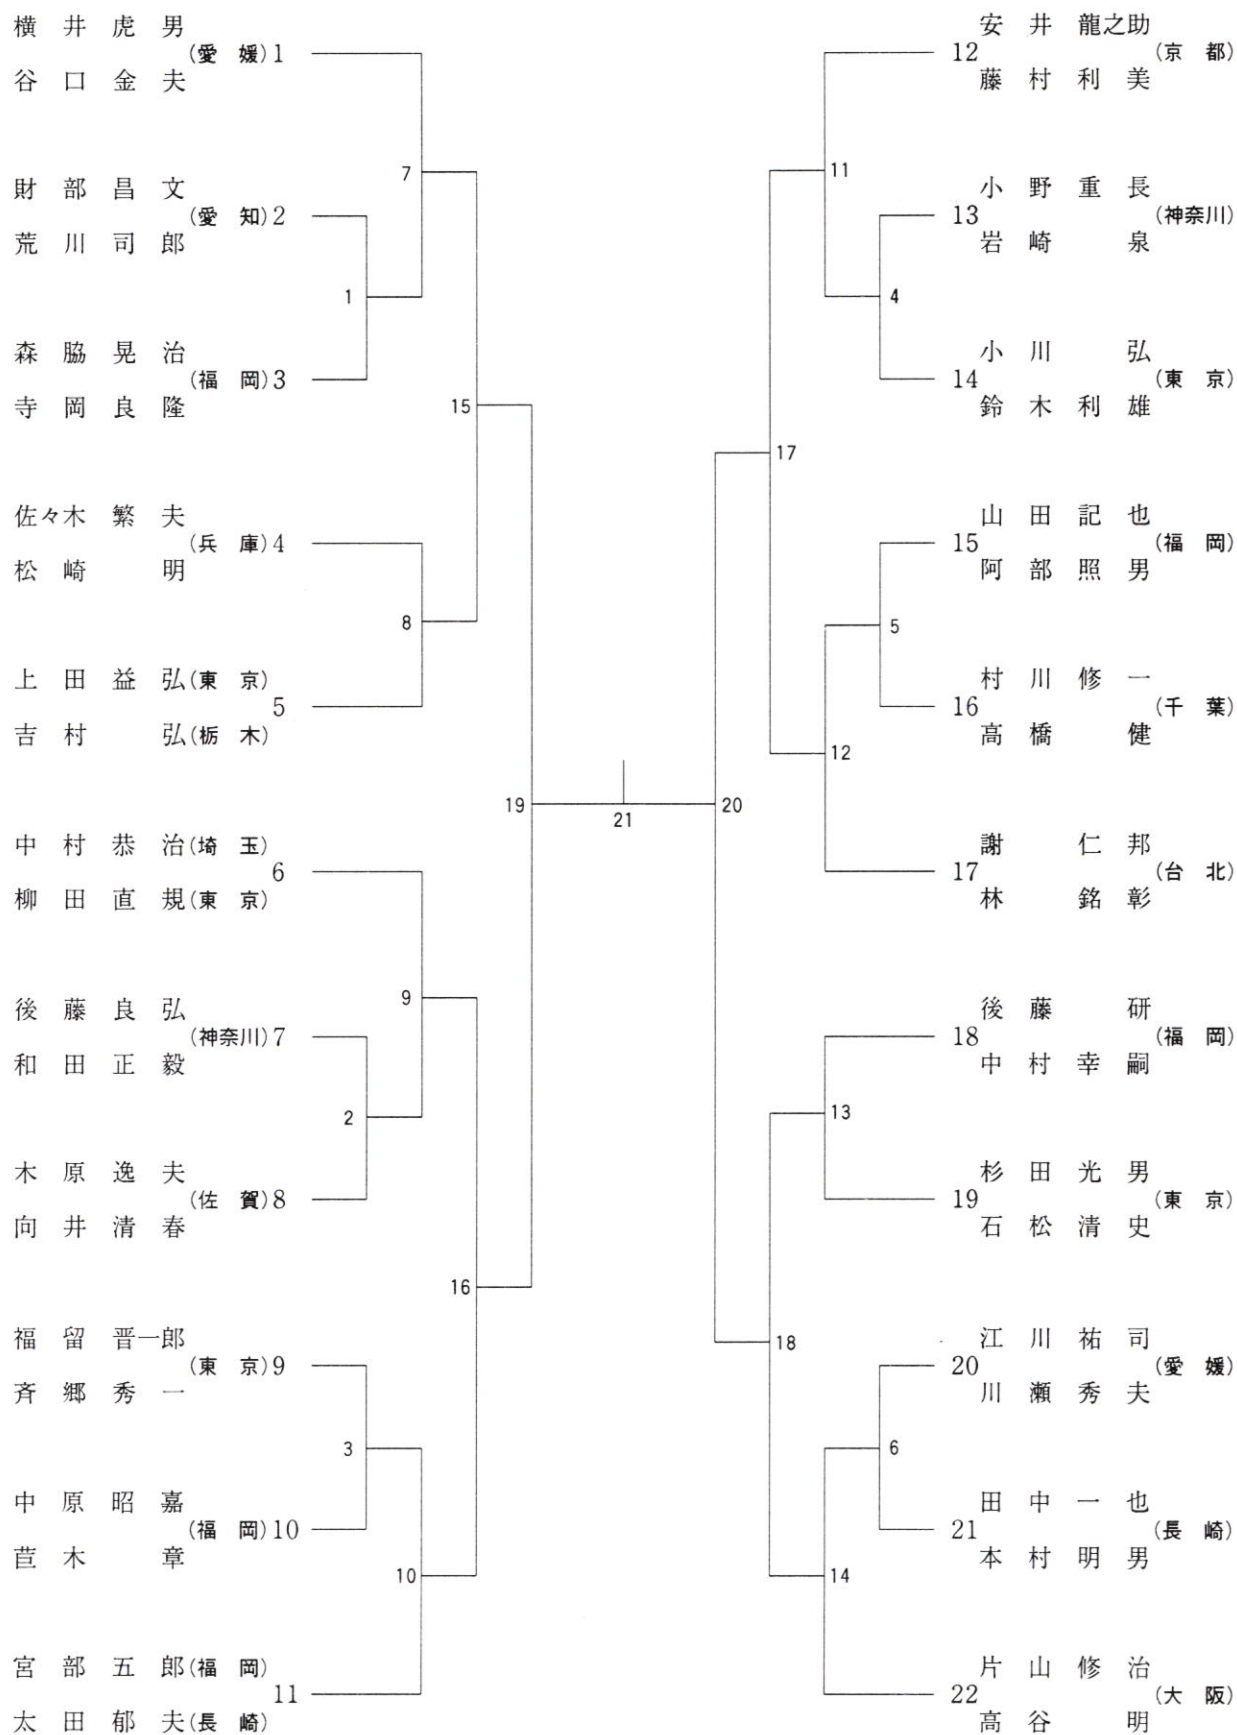 横井虎男
(愛媛) 1
谷口金夫
財部昌文
(愛知) 2
荒川司郎
森脇晃治
(福岡) 3
寺岡良隆
佐々木繁夫
(兵庫) 4
松崎明
上田益弘(東京)
5
吉村弘(栃木)
中村恭治(埼玉)
6
柳田直規(東京)
後藤良弘
(神奈川) 7
和田正毅
木原逸夫
(佐賀) 8
向井清春
福留晋一郎
(東京) 9
斉郷秀一
中原昭嘉
(福岡) 10
苣木章
宮部五郎(福岡)
11
太田郁夫(長崎)
1
2
3
7
8
9
10
15
16
19
21
20
17
18
11
12
13
14
4
5
6
安井龍之助
12 (京都)
藤村利美
小野重長
13 (神奈川)
岩崎泉
小川弘
14 (東京)
鈴木利雄
山田記也
15 (福岡)
阿部照男
村川修一
16 (千葉)
高橋健
謝仁邦
17 (台北)
林銘彰
後藤研
18 (福岡)
中村幸嗣
杉田光男
19 (東京)
石松清史
江川祐司
20 (愛媛)
川瀬秀夫
田中一也
21 (長崎)
本村明男
片山修治
22 (大阪)
高谷明